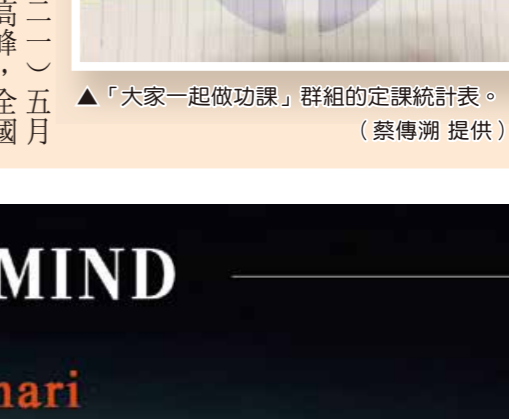 二一）五月
高峰，全國
▲「大家一起做功課」群組的定課統計表。
（蔡傳溯 提供）
MIND
nari